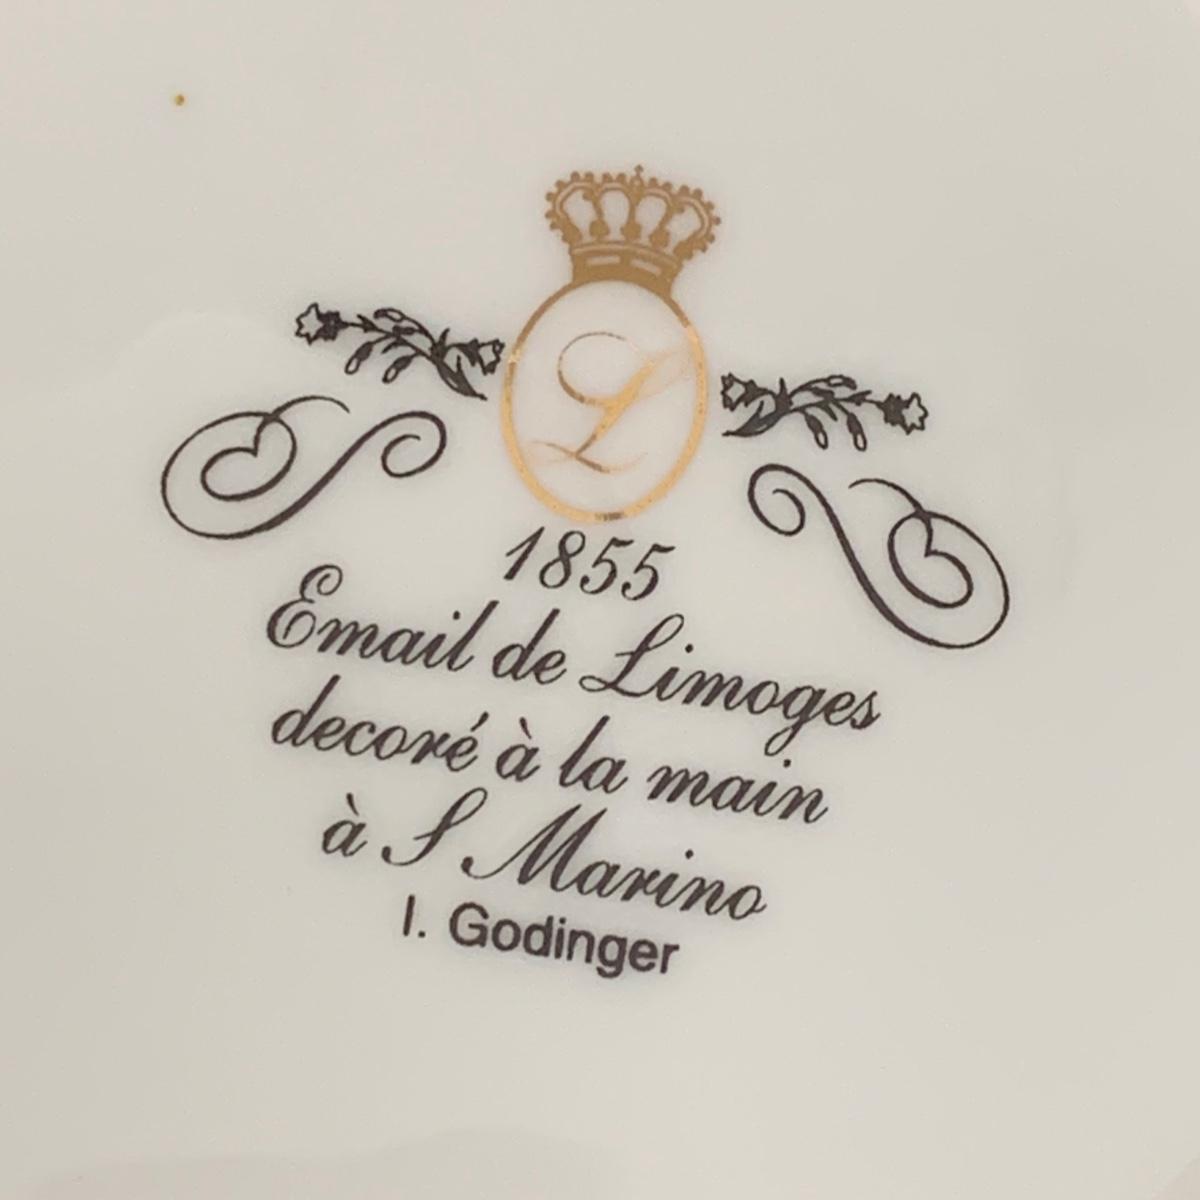 L
1855
Email de Limoges
decoré à la main
à S Marino
I. Godinger